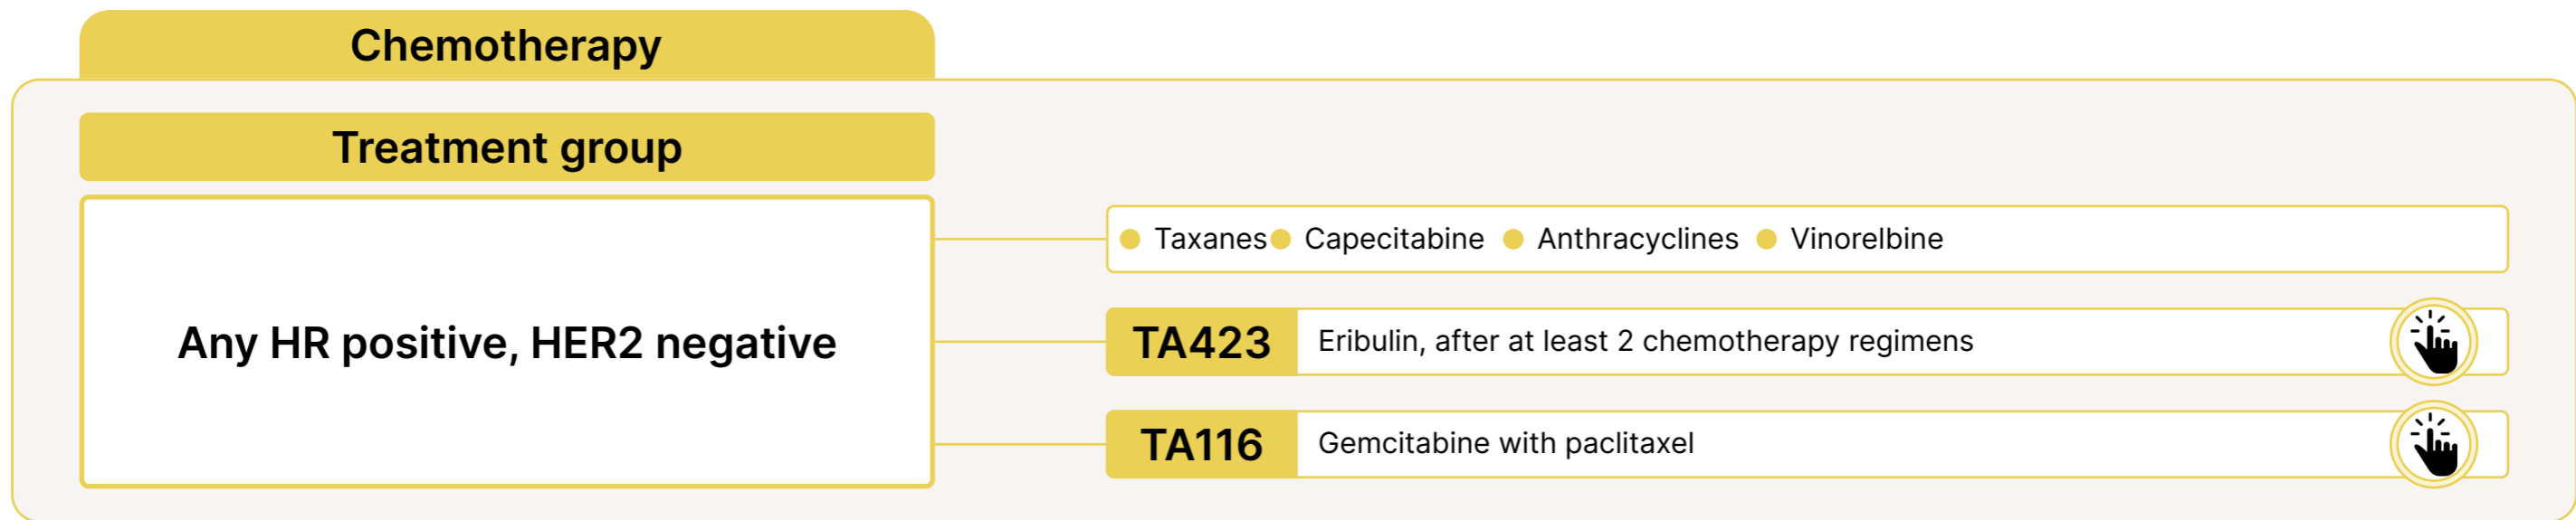 Chemotherapy
Treatment group
Any HR positive, HER2 negative
Taxanes Capecitabine Anthracyclines Vinorelbine
TA423 Eribulin, after at least 2 chemotherapy regimens
TA116 Gemcitabine with paclitaxel